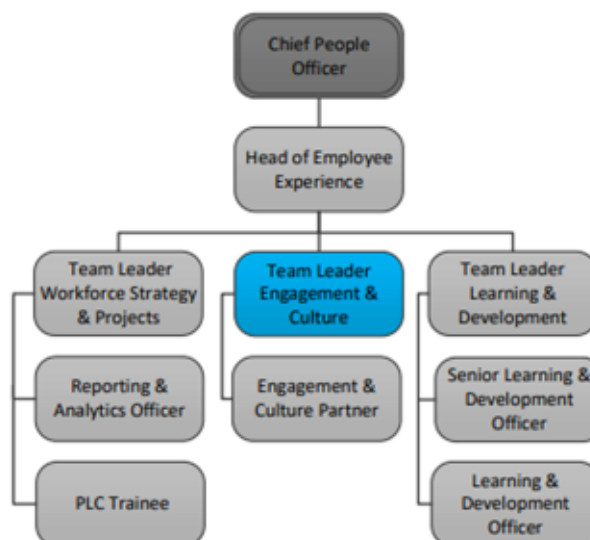 Chief People
Officer
Head of Employee
Experience
Team Leader
Workforce Strategy
& Projects
Team Leader
Engagement &
Culture
Team Leader
Learning &
Development
Reporting &
Analytics Officer
Engagement &
Culture Partner
Senior Learning &
Development
Officer
PLC Trainee
Learning &
Development
Officer